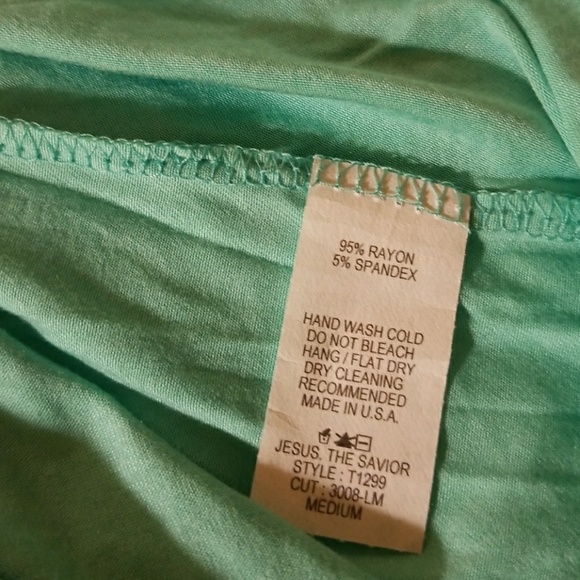 95% RAYON
5% SPANDEX
HAND WASH COLD
DO NOT BLEACH
HANG / FLAT DRY
DRY CLEANING
RECOMMENDED
MADE IN U.S.A.
JESUS. THE SAVIOR
STYLE : T1299
CUT : 3008-LM
MEDIUM